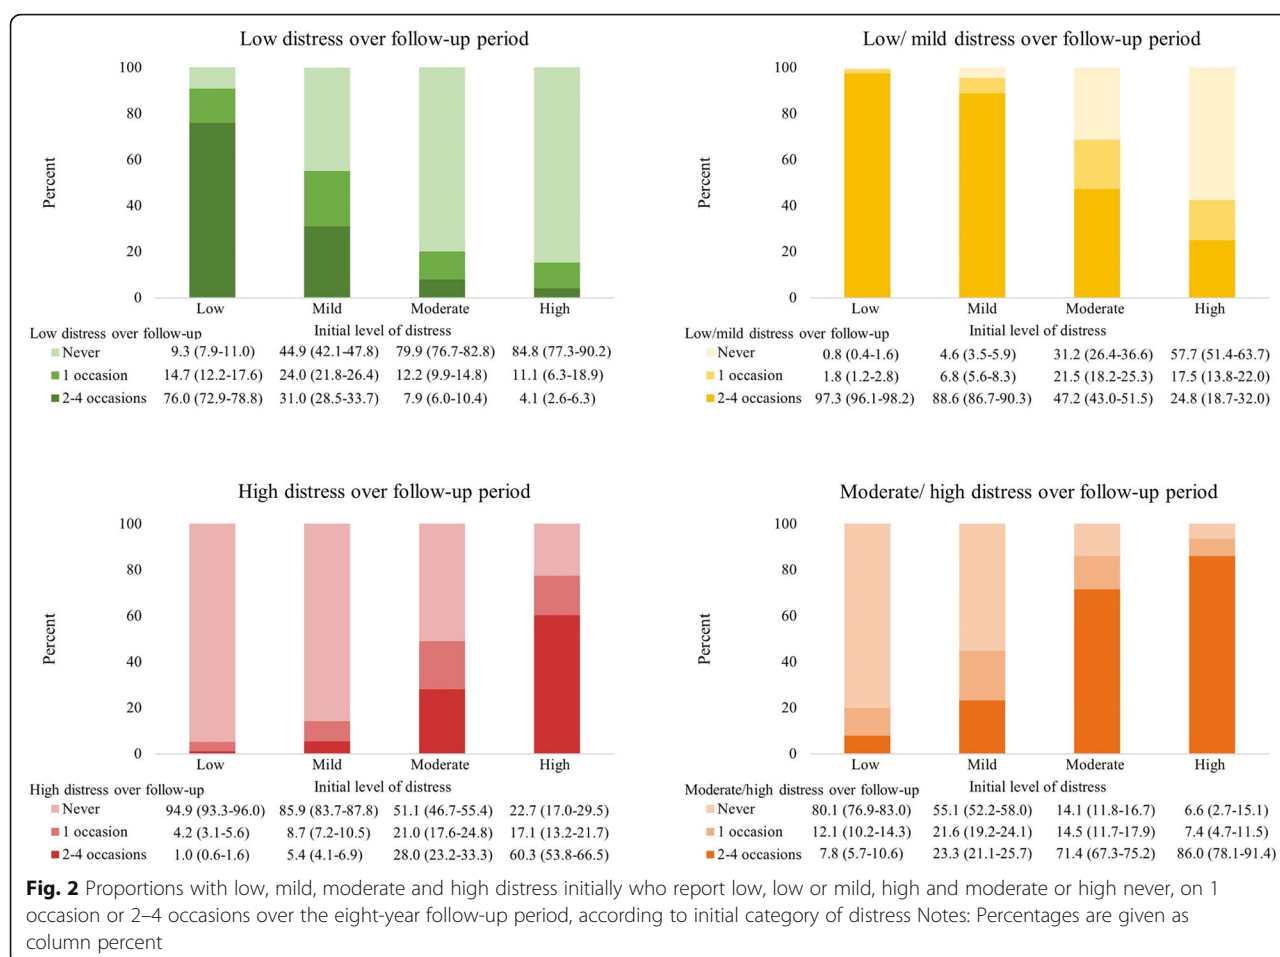 Low distress over follow-up period
100
80
60
40
20
0
Percent
Low Mild Moderate High
Low distress over follow-up Initial level of distress
Never 9.3 (7.9-11.0) 44.9 (42.1-47.8) 79.9 (76.7-82.8) 84.8 (77.3-90.2)
1 occasion 14.7 (12.2-17.6) 24.0 (21.8-26.4) 12.2 (9.9-14.8) 11.1 (6.3-18.9)
2-4 occasions 76.0 (72.9-78.8) 31.0 (28.5-33.7) 7.9 (6.0-10.4) 4.1 (2.6-6.3)
Low/ mild distress over follow-up period
100
80
60
40
20
0
Percent
Low Mild Moderate High
Low/mild distress over follow-up Initial level of distress
Never 0.8 (0.4-1.6) 4.6 (3.5-5.9) 31.2 (26.4-36.6) 57.7 (51.4-63.7)
1 occasion 1.8 (1.2-2.8) 6.8 (5.6-8.3) 21.5 (18.2-25.3) 17.5 (13.8-22.0)
2-4 occasions 97.3 (96.1-98.2) 88.6 (86.7-90.3) 47.2 (43.0-51.5) 24.8 (18.7-32.0)
High distress over follow-up period
100
80
60
40
20
0
Percent
Low Mild Moderate High
High distress over follow-up Initial level of distress
Never 94.9 (93.3-96.0) 85.9 (83.7-87.8) 51.1 (46.7-55.4) 22.7 (17.0-29.5)
1 occasion 4.2 (3.1-5.6) 8.7 (7.2-10.5) 21.0 (17.6-24.8) 17.1 (13.2-21.7)
2-4 occasions 1.0 (0.6-1.6) 5.4 (4.1-6.9) 28.0 (23.2-33.3) 60.3 (53.8-66.5)
Moderate/ high distress over follow-up period
100
80
60
40
20
0
Percent
Low Mild Moderate High
Moderate/high distress over follow-up Initial level of distress
Never 80.1 (76.9-83.0) 55.1 (52.2-58.0) 14.1 (11.8-16.7) 6.6 (2.7-15.1)
1 occasion 12.1 (10.2-14.3) 21.6 (19.2-24.1) 14.5 (11.7-17.9) 7.4 (4.7-11.5)
2-4 occasions 7.8 (5.7-10.6) 23.3 (21.1-25.7) 71.4 (67.3-75.2) 86.0 (78.1-91.4)
Fig. 2 Proportions with low, mild, moderate and high distress initially who report low, low or mild, high and moderate or high never, on 1
occasion or 2–4 occasions over the eight-year follow-up period, according to initial category of distress Notes: Percentages are given as
column percent